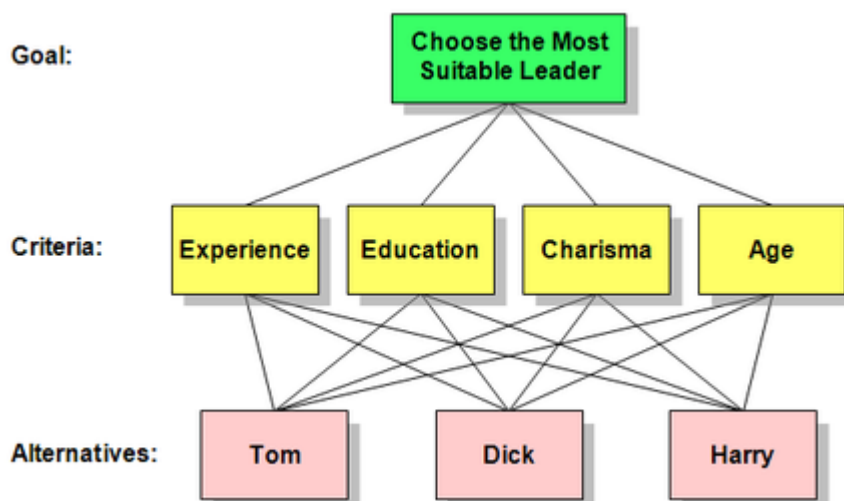 Goal:
Choose the Most
Suitable Leader
Criteria:
Experience
Education
Charisma
Age
Alternatives:
Tom
Dick
Harry